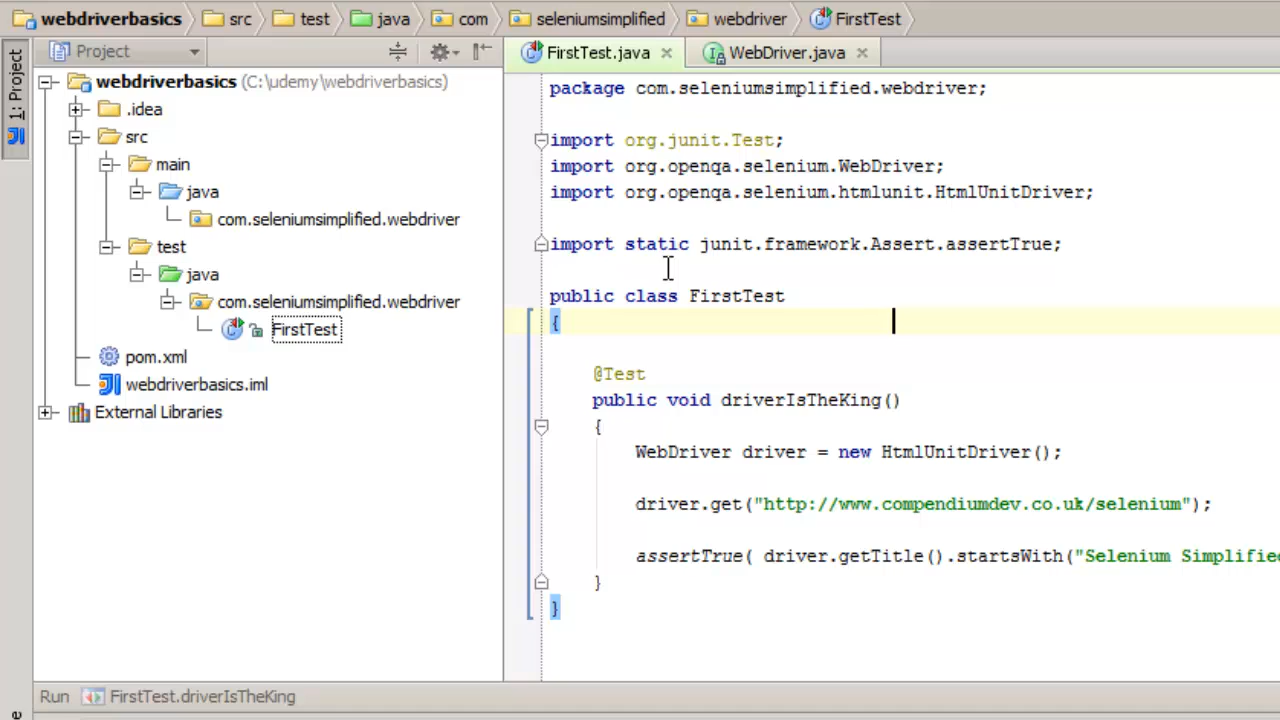 webdriverbasics src test java com seleniumsimplified webdriver FirstTest
1: Project
Project
FirstTest.java
WebDriver.java
webdriverbasics (C:\udemy\webdriverbasics)
.idea
src
main
java
com.seleniumsimplified.webdriver
test
java
com.seleniumsimplified.webdriver
FirstTest
pom.xml
webdriverbasics.iml
External Libraries
package com.seleniumsimplified.webdriver;
import org.junit.Test;
import org.openqa.selenium.WebDriver;
import org.openqa.selenium.htmlunit.HtmlUnitDriver;
import static junit.framework.Assert.assertTrue;
public class FirstTest
{
@Test
public void driverIsTheKing()
{
WebDriver driver = new HtmlUnitDriver();
driver.get("http://www.compendiumdev.co.uk/selenium");
assertTrue( driver.getTitle().startsWith("Selenium Simplified
}
}
Run FirstTest.driverIsTheKing